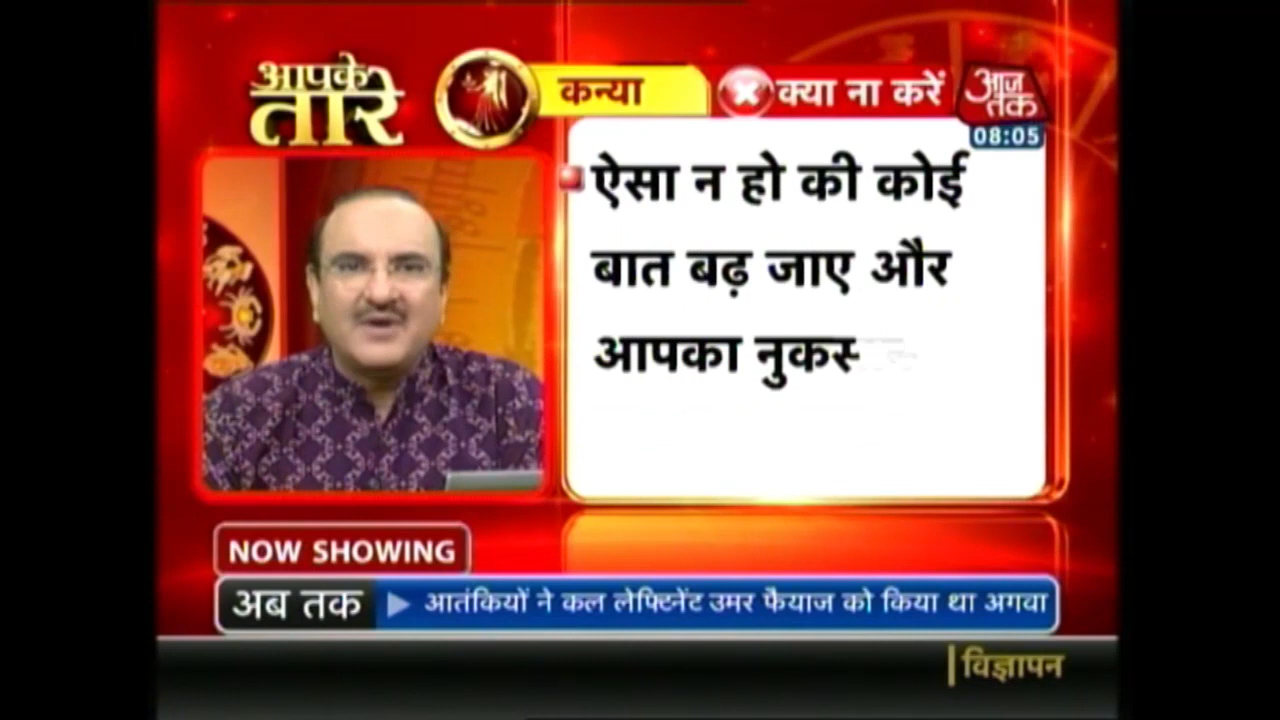 आपके
तारे
कन्या
क्या ना करें
आज
तक
08:05
ऐसा न हो की कोई
बात बढ़ जाए और
आपका
NOW SHOWING
अब तक
आतंकियों ने कल लेफ्टिनेंट उमर फैयाज को किया था अगवा
विज्ञापन